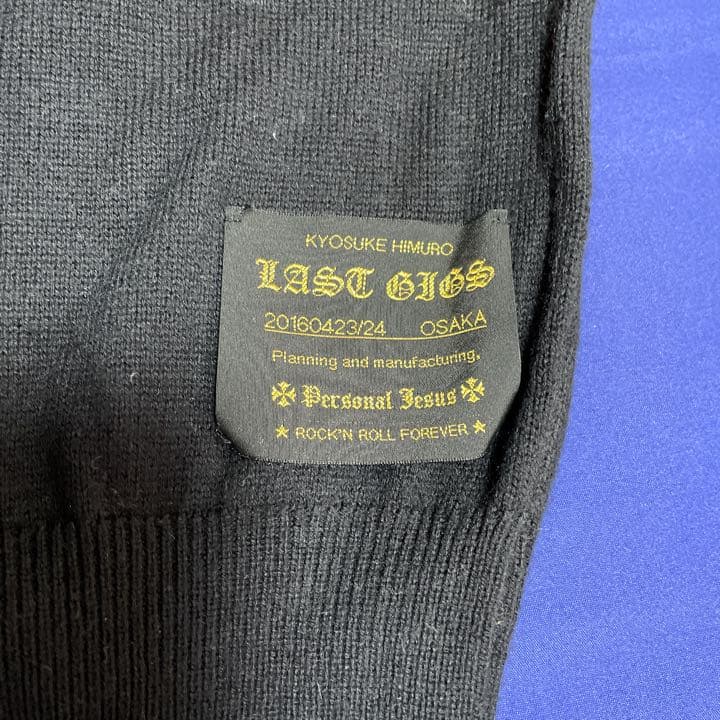 KYOSUKE HIMURO
LAST GIGS
20160423/24 OSAKA
Planning and manufacturing.
Personal Jesus
★ ROCK'N ROLL FOREVER ★